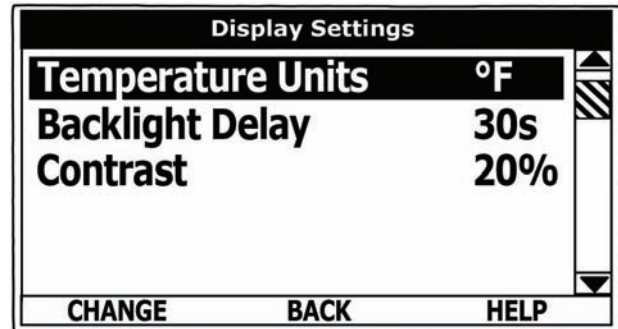 Display Settings
Temperature Units °F
Backlight Delay 30s
Contrast 20%
CHANGE BACK HELP